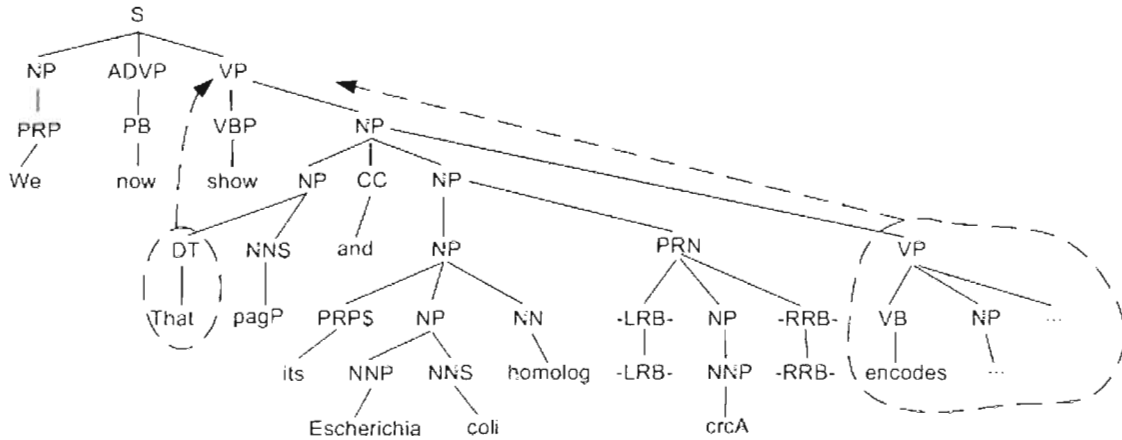 S
NP ADVP VP
PRP PB VBP NP
We now show NP CC NP
DT NNS and NP PRN VP
That pagP PRP$ NP NN -LRB- NP -RRB- VB NP ...
its NNP NNS homolog -LRB- NNP -RRB- encodes ...
Escherichia coli crcA